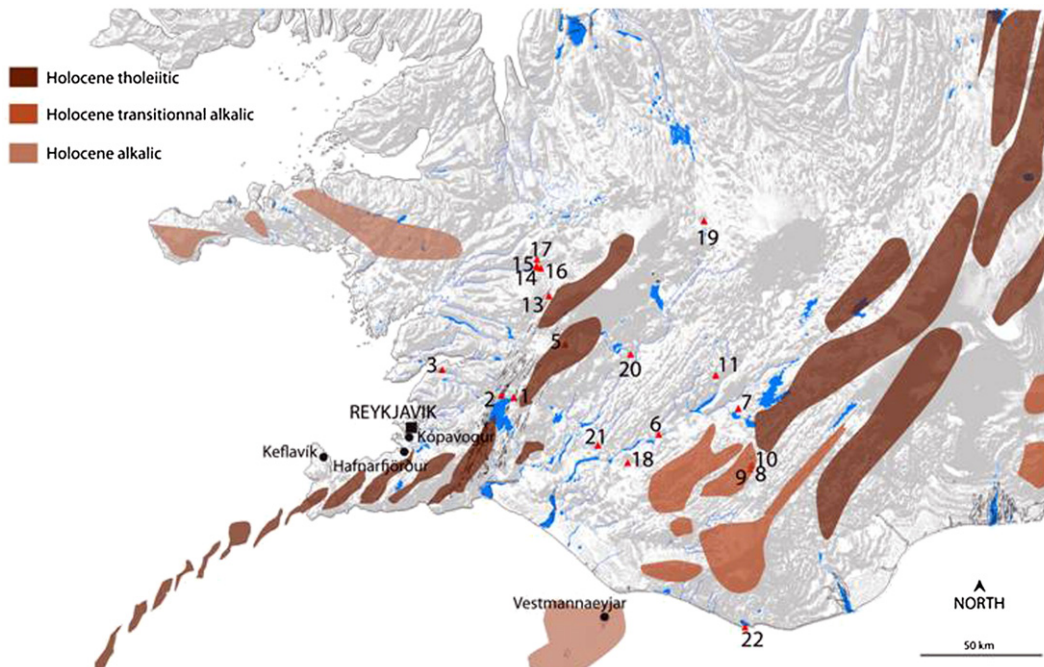 Holocene tholeiitic
Holocene transitionnal alkalic
Holocene alkalic
19
17
15
16
14
13
5
3
20
11
2
1
7
REYKJAVIK
Kópavogur
6
Keflavík
Hafnarfjörður
21
18
10
9
8
Vestmannaeyjar
NORTH
22
50 km